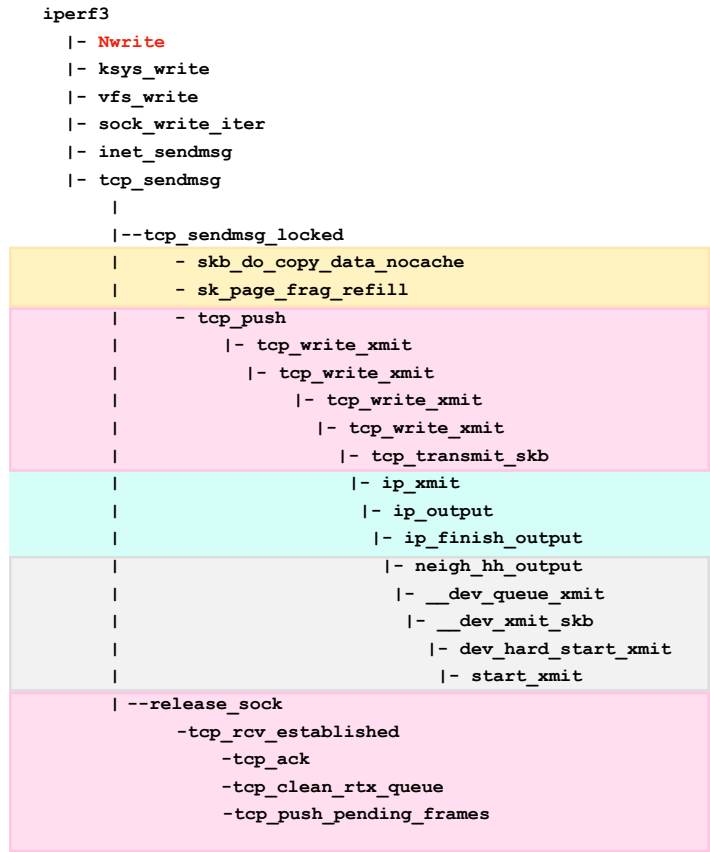 iperf3
|- Nwrite
|- ksys_write
|- vfs_write
|- sock_write_iter
|- inet_sendmsg
|- tcp_sendmsg
|
|--tcp_sendmsg_locked
| - skb_do_copy_data_nocache
| - sk_page_frag_refill
| - tcp_push
| |- tcp_write_xmit
| |- tcp_write_xmit
| |- tcp_write_xmit
| |- tcp_write_xmit
| |- tcp_transmit_skb
| |- ip_xmit
| |- ip_output
| |- ip_finish_output
| |- neigh_hh_output
| |- __dev_queue_xmit
| |- __dev_xmit_skb
| |- dev_hard_start_xmit
| |- start_xmit
| --release_sock
-tcp_rcv_established
-tcp_ack
-tcp_clean_rtx_queue
-tcp_push_pending_frames